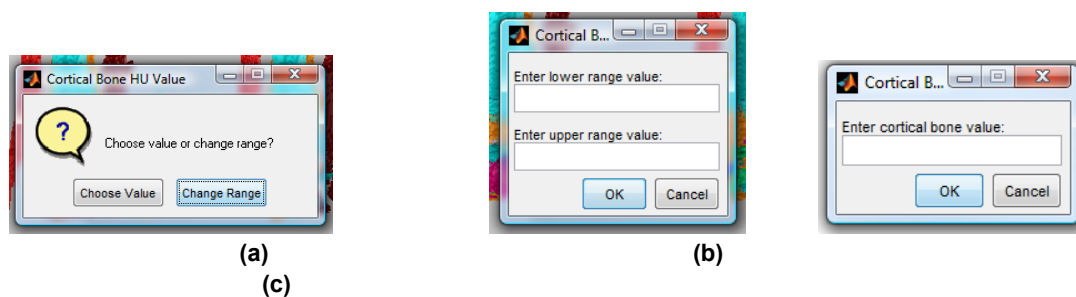 Cortical Bone HU Value
Choose value or change range?
Choose Value Change Range
Cortical B...
Enter lower range value:
Enter upper range value:
OK Cancel
Cortical B...
Enter cortical bone value:
OK Cancel
(a) (b)
(c)